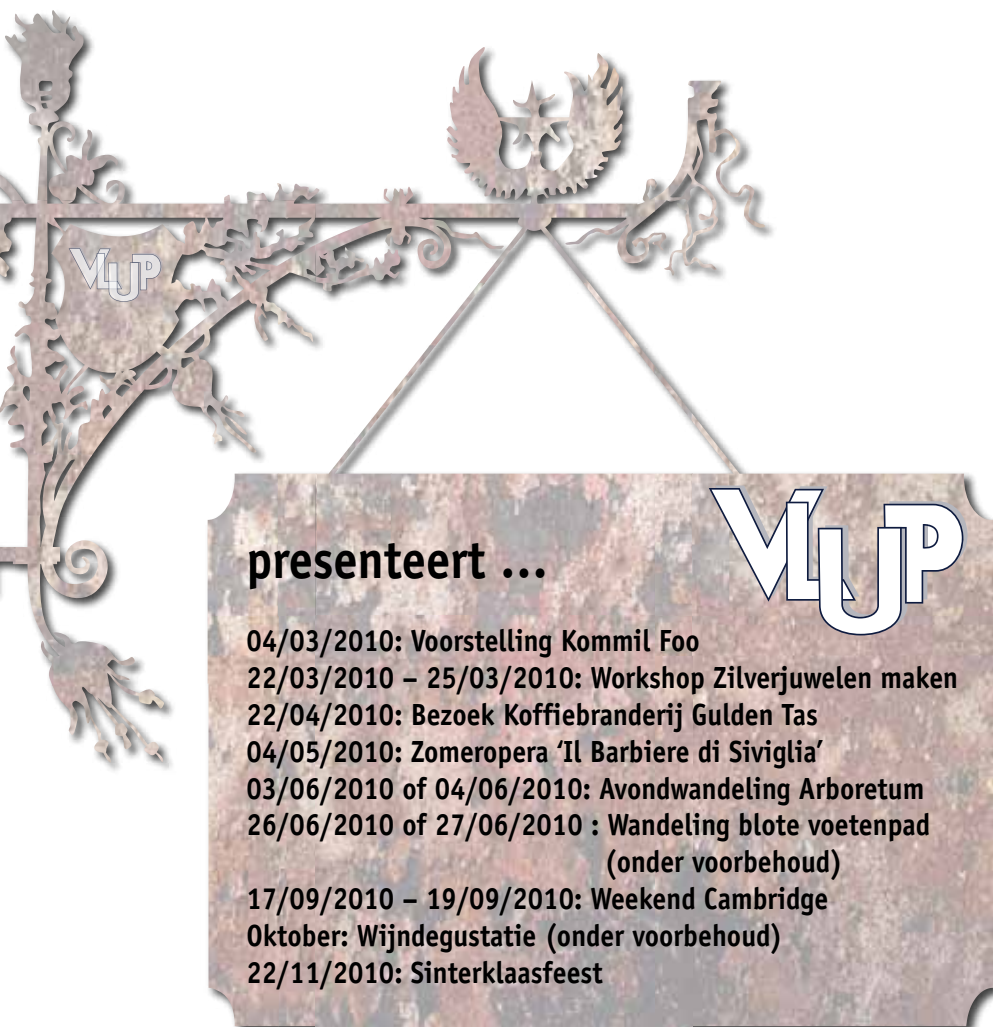 VLUP
VLUP
presenteert ...
04/03/2010: Voorstelling Kommil Foo
22/03/2010 – 25/03/2010: Workshop Zilverjuwelen maken
22/04/2010: Bezoek Koffiebranderij Gulden Tas
04/05/2010: Zomeropera ‘Il Barbiere di Siviglia’
03/06/2010 of 04/06/2010: Avondwandeling Arboretum
26/06/2010 of 27/06/2010 : Wandeling blote voetenpad
(onder voorbehoud)
17/09/2010 – 19/09/2010: Weekend Cambridge
Oktober: Wijndegustatie (onder voorbehoud)
22/11/2010: Sinterklaasfeest